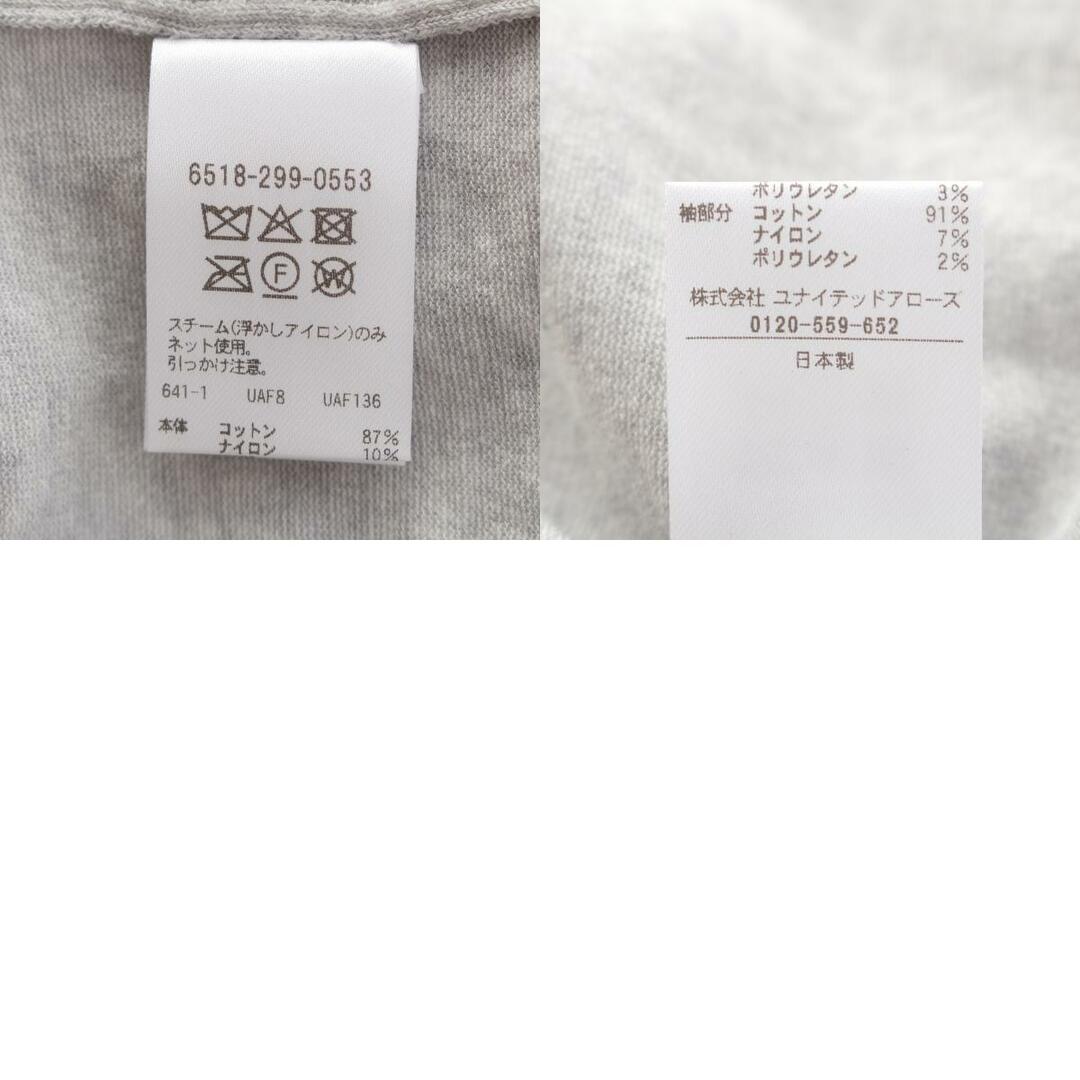 6518-299-0553
F
W
スチーム(浮かしアイロン)のみ
ネット使用。
引っかけ注意。
641-1 UAF8 UAF136
本体 コットン 87%
ナイロン 10%
ポリウレタン 3%
袖部分 コットン 91%
ナイロン 7%
ポリウレタン 2%
株式会社 ユナイテッドアローズ
0120-559-652
日本製